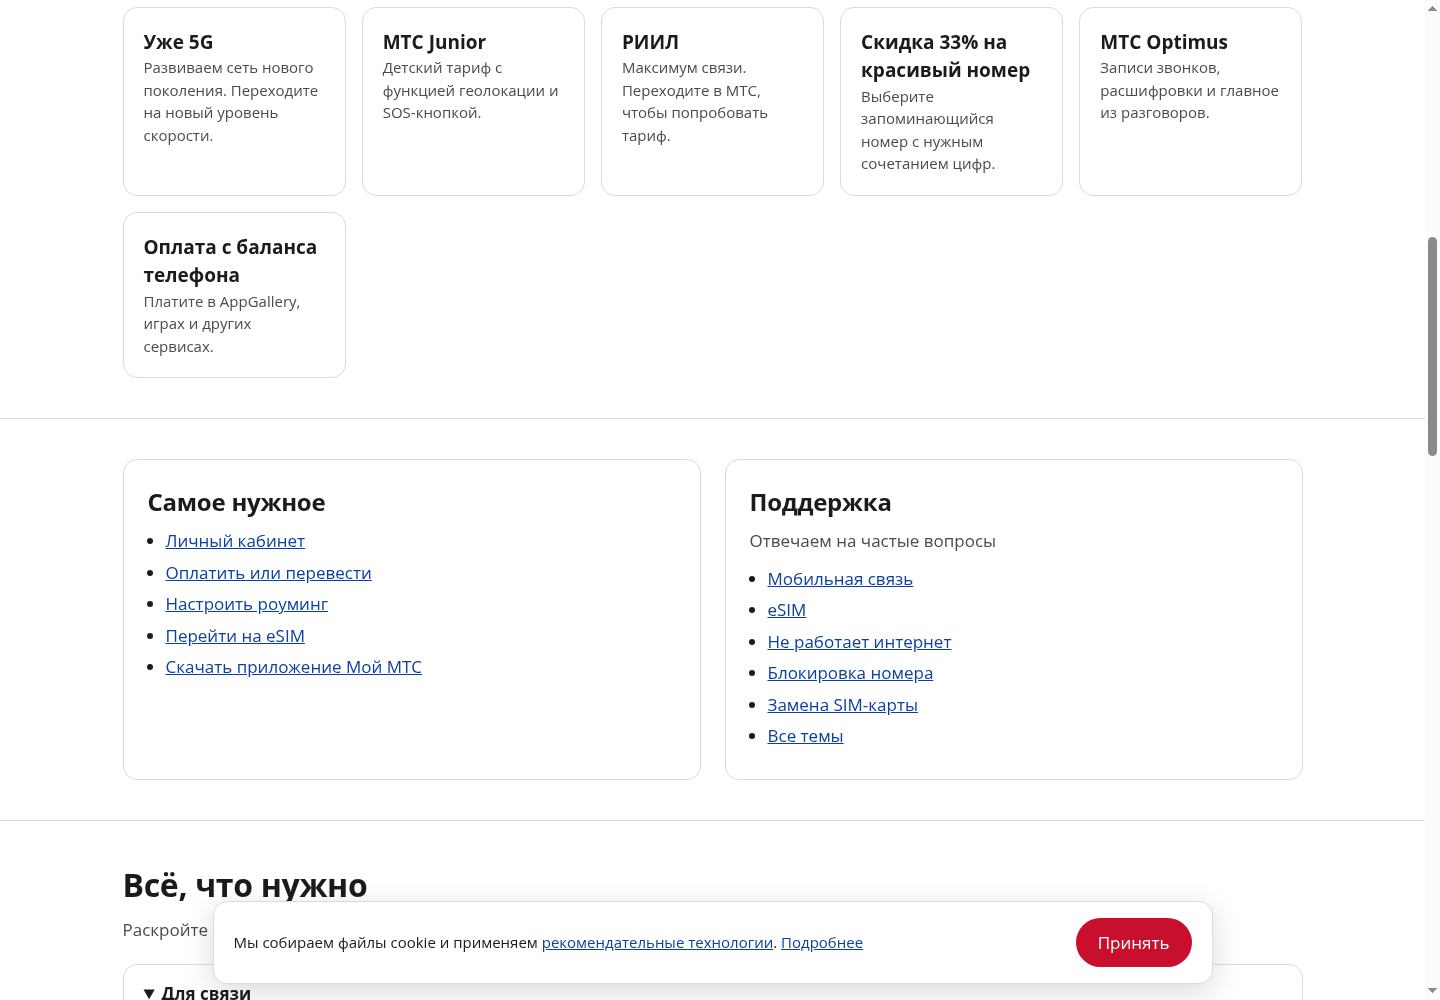 Уже 5G
Развиваем сеть нового
поколения. Переходите
на новый уровень
скорости.
МТС Junior
Детский тариф с
функцией геолокации и
SOS-кнопкой.
РИИЛ
Максимум связи.
Переходите в МТС,
чтобы попробовать
тариф.
Скидка 33% на
красивый номер
Выберите
запоминающийся
номер с нужным
сочетанием цифр.
МТС Optimus
Записи звонков,
расшифровки и главное
из разговоров.
Оплата с баланса
телефона
Платите в AppGallery,
играх и других
сервисах.
Самое нужное
Личный кабинет
Оплатить или перевести
Настроить роуминг
Перейти на eSIM
Скачать приложение Мой МТС
Поддержка
Отвечаем на частые вопросы
Мобильная связь
eSIM
Не работает интернет
Блокировка номера
Замена SIM-карты
Все темы
Всё, что нужно
Раскройте
Мы собираем файлы cookie и применяем рекомендательные технологии. Подробнее
Принять
Для связи